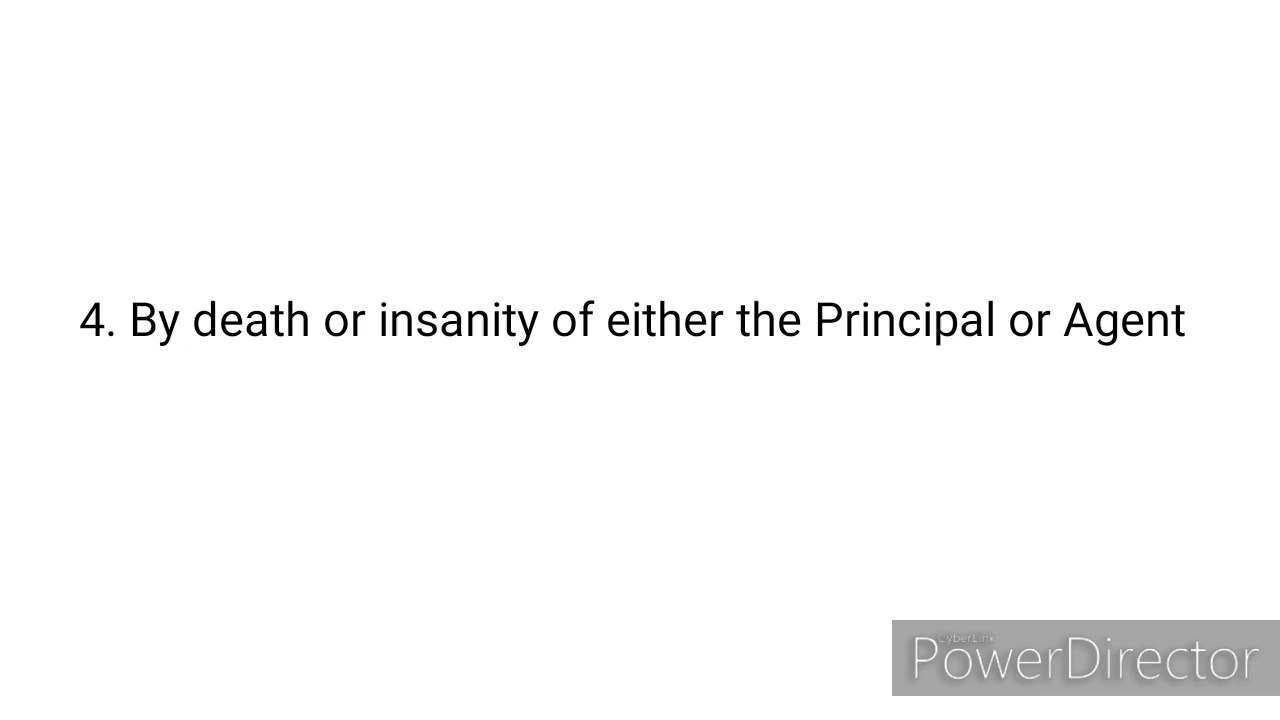 4. By death or insanity of either the Principal or Agent
CyberLink
PowerDirector